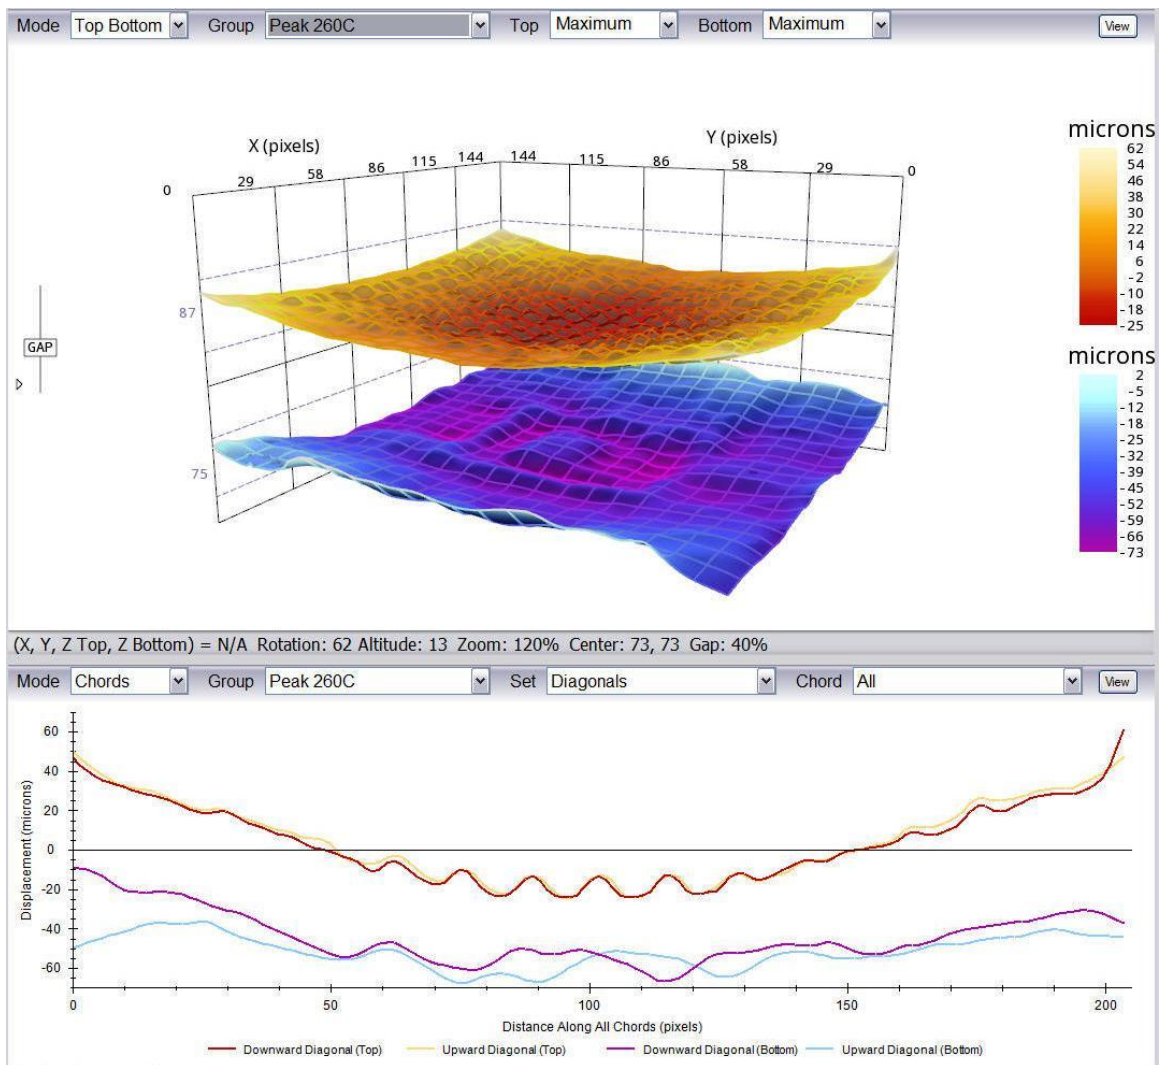 Mode Top Bottom Group Peak 260C Top Maximum Bottom Maximum View
microns
X (pixels) Y (pixels)
0 29 58 86 115 144 144 115 86 58 29 0
62
54
46
38
30
22
14
6
-2
-10
-18
-25
87
GAP
75
microns
2
-5
-12
-18
-25
-32
-39
-45
-52
-59
-66
-73
(X, Y, Z Top, Z Bottom) = N/A Rotation: 62 Altitude: 13 Zoom: 120% Center: 73, 73 Gap: 40%
Mode Chords Group Peak 260C Set Diagonals Chord All View
Displacement (microns)
60
40
20
0
-20
-40
-60
0 50 100 150 200
Distance Along All Chords (pixels)
Downward Diagonal (Top) Upward Diagonal (Top) Downward Diagonal (Bottom) Upward Diagonal (Bottom)